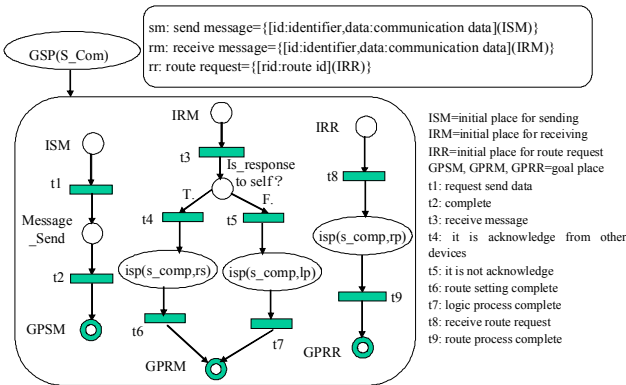 sm: send message={[id:identifier,data:communication data](ISM)}
rm: receive message={[id:identifier,data:communication data](IRM)}
rr: route request={[rid:route id](IRR)}
GSP(S_Com)
ISM
t1
Message
_Send
t2
GPSM
IRM
t3
Is_response
to self?
T.
F.
t4
t5
isp(s_comp,rs)
isp(s_comp,lp)
t6
t7
GPRM
IRR
t8
isp(s_comp,rp)
t9
GPRR
ISM=initial place for sending
IRM=initial place for receiving
IRR=initial place for route request
GPSM, GPRM, GPRR=goal place
t1: request send data
t2: complete
t3: receive message
t4: it is acknowledge from other
devices
t5: it is not acknowledge
t6: route setting complete
t7: logic process complete
t8: receive route request
t9: route process complete